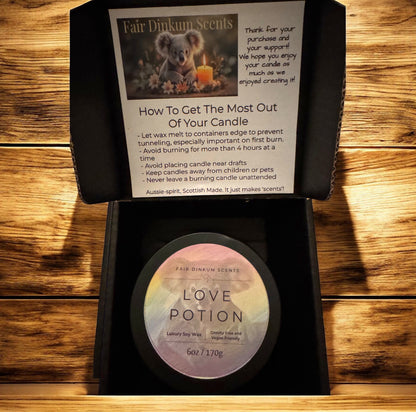 Fair Dinkum Scents
Thank for your
purchase and
your support!
We hope you enjoy
your candle as
much as we
enjoyed creating it!
How To Get The Most Out
Of Your Candle
- Let wax melt to containers edge to prevent
tunneling, especially important on first burn.
- Avoid burning for more than 4 hours at a
time
- Avoid placing candle near drafts
- Keep candles away from children or pets
- Never leave a burning candle unattended
Aussie-spirit, Scottish Made. It just makes 'scents'!
FAIR DINKUM SCENTS
LOVE
POTION
Luxury Soy Wax
Cruelty Free and
Vegan Friendly
6oz / 170g